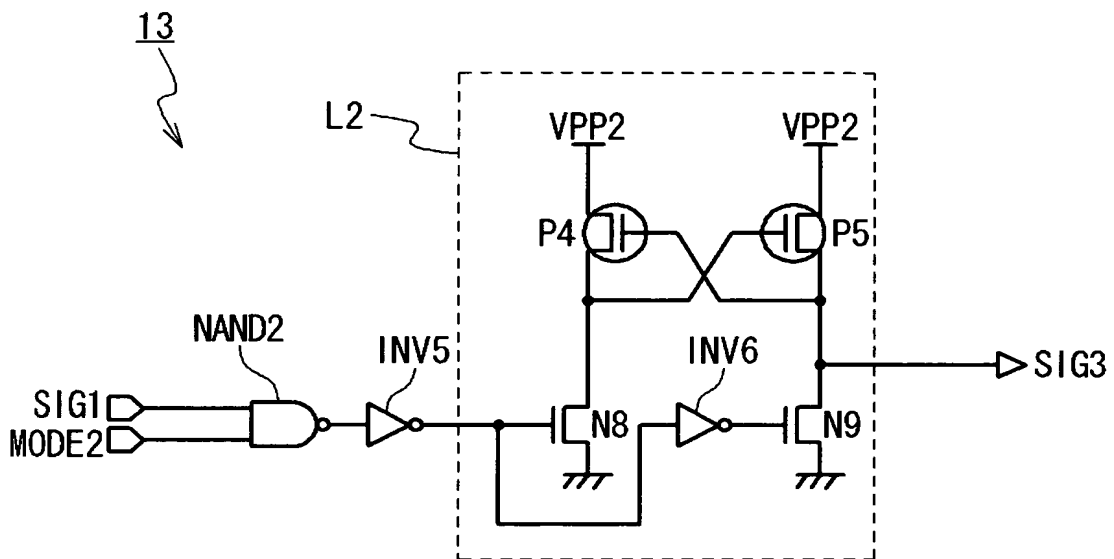 13
L2
VPP2
VPP2
P4
P5
NAND2
INV5
INV6
SIG1
MODE2
N8
N9
SIG3